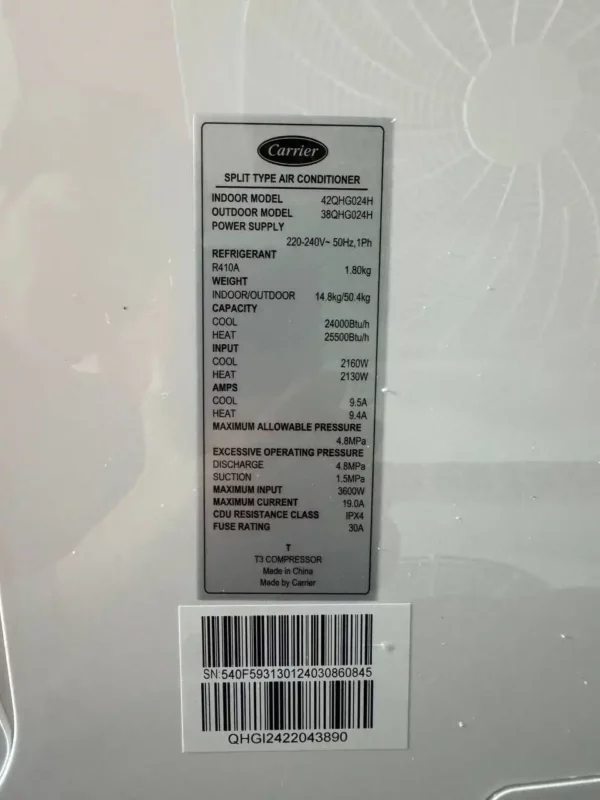 Carrier
SPLIT TYPE AIR CONDITIONER
INDOOR MODEL 42QHG024H
OUTDOOR MODEL 38QHG024H
POWER SUPPLY
220-240V~ 50Hz,1Ph
REFRIGERANT
R410A 1.80kg
WEIGHT
INDOOR/OUTDOOR 14.8kg/50.4kg
CAPACITY
COOL 24000Btu/h
HEAT 25500Btu/h
INPUT
COOL 2160W
HEAT 2130W
AMPS
COOL 9.5A
HEAT 9.4A
MAXIMUM ALLOWABLE PRESSURE
4.8MPa
EXCESSIVE OPERATING PRESSURE
DISCHARGE 4.8MPa
SUCTION 1.5MPa
MAXIMUM INPUT 3600W
MAXIMUM CURRENT 19.0A
CDU RESISTANCE CLASS IPX4
FUSE RATING 30A
T
T3 COMPRESSOR
Made in China
Made by Carrier
SN:540F593130124030860845
QHGI2422043890